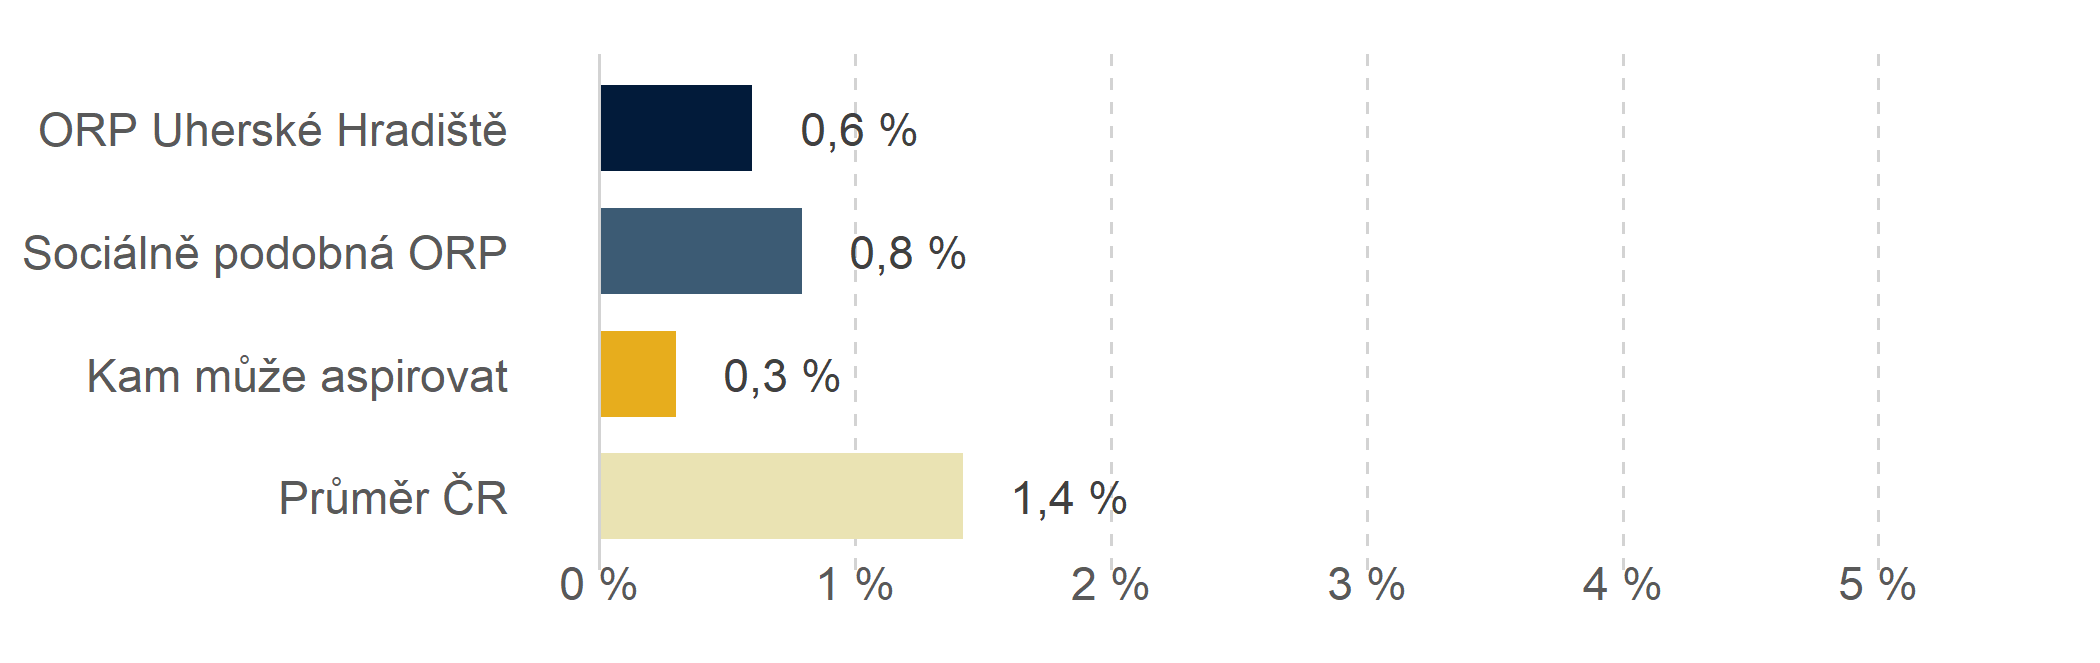 ORP Uherské Hradiště 0,6 %
Sociálně podobná ORP 0,8 %
Kam může aspirovat 0,3 %
Průměr ČR 1,4 %
0 % 1 % 2 % 3 % 4 % 5 %